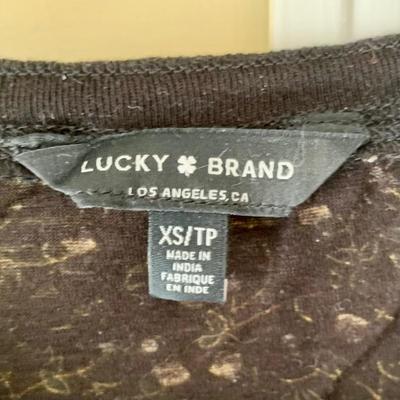 LUCKY BRAND
LOS ANGELES, CA
XS/TP
MADE IN
INDIA
FABRIQUE
EN INDE